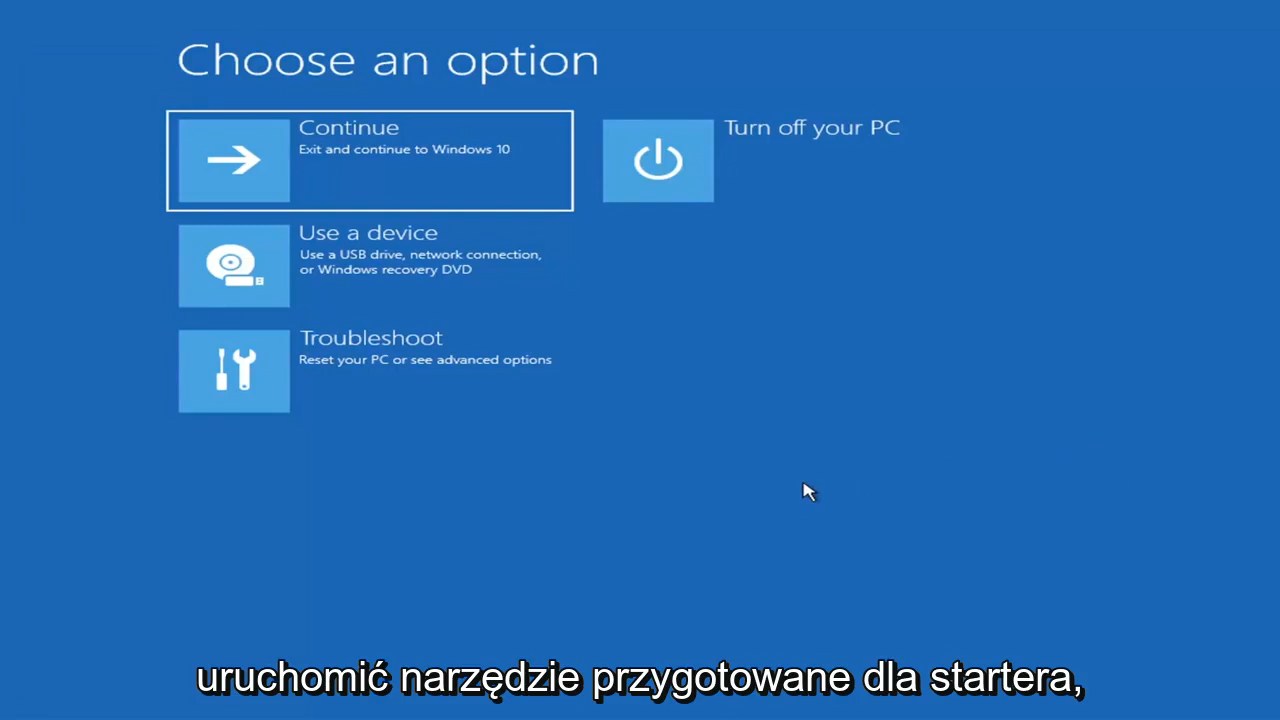 Choose an option
Continue
Exit and continue to Windows 10
Turn off your PC
Use a device
Use a USB drive, network connection,
or Windows recovery DVD
Troubleshoot
Reset your PC or see advanced options
uruchomić narzędzie przygotowane dla startera,